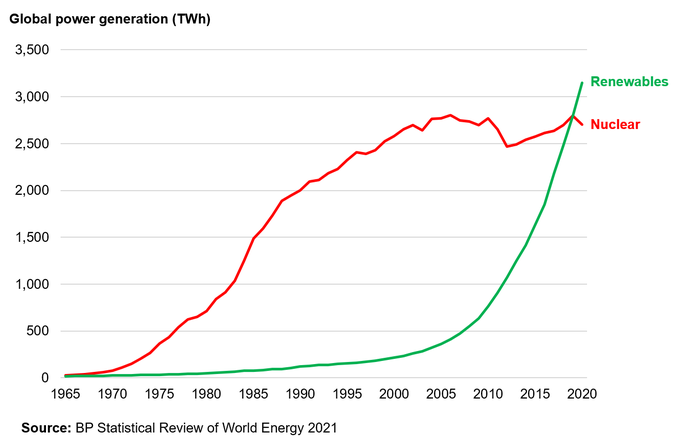 Global power generation (TWh)
3,500
Renewables
3,000
Nuclear
2,500
2,000
1,500
1,000
500
0
1965 1970 1975 1980 1985 1990 1995 2000 2005 2010 2015 2020
Source: BP Statistical Review of World Energy 2021